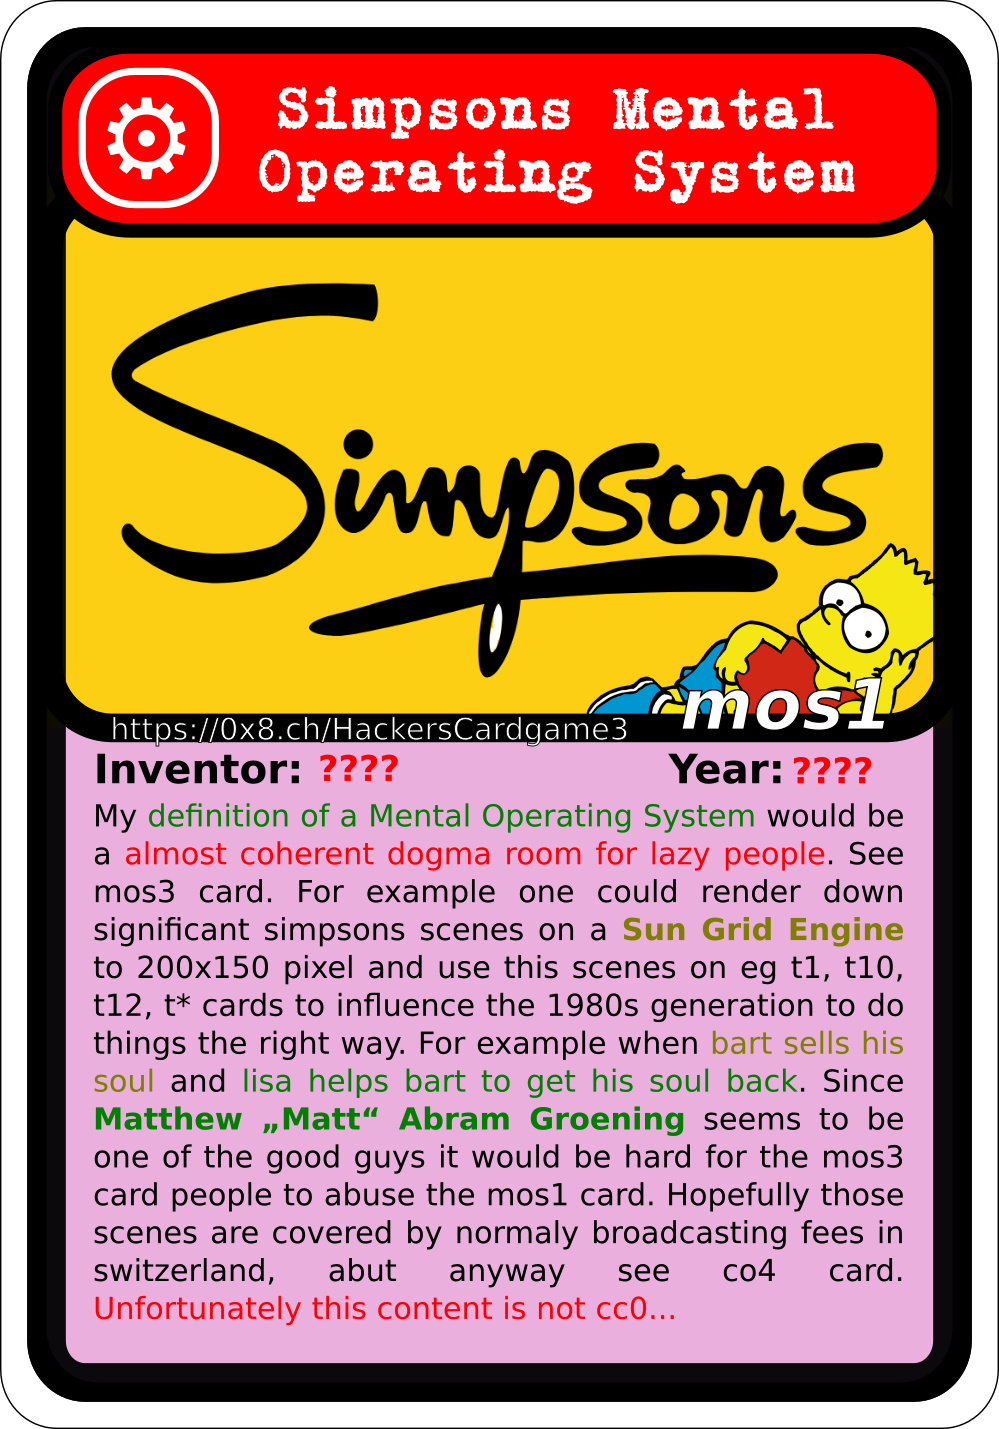 Simpsons Mental
Operating System
Simpsons
mos1
https://0x8.ch/HackersCardgame3
Inventor: ???? Year: ????
My definition of a Mental Operating System would be
a almost coherent dogma room for lazy people. See
mos3 card. For example one could render down
significant simpsons scenes on a Sun Grid Engine
to 200x150 pixel and use this scenes on eg t1, t10,
t12, t* cards to influence the 1980s generation to do
things the right way. For example when bart sells his
soul and lisa helps bart to get his soul back. Since
Matthew „Matt“ Abram Groening seems to be
one of the good guys it would be hard for the mos3
card people to abuse the mos1 card. Hopefully those
scenes are covered by normaly broadcasting fees in
switzerland, abut anyway see co4 card.
Unfortunately this content is not cc0...